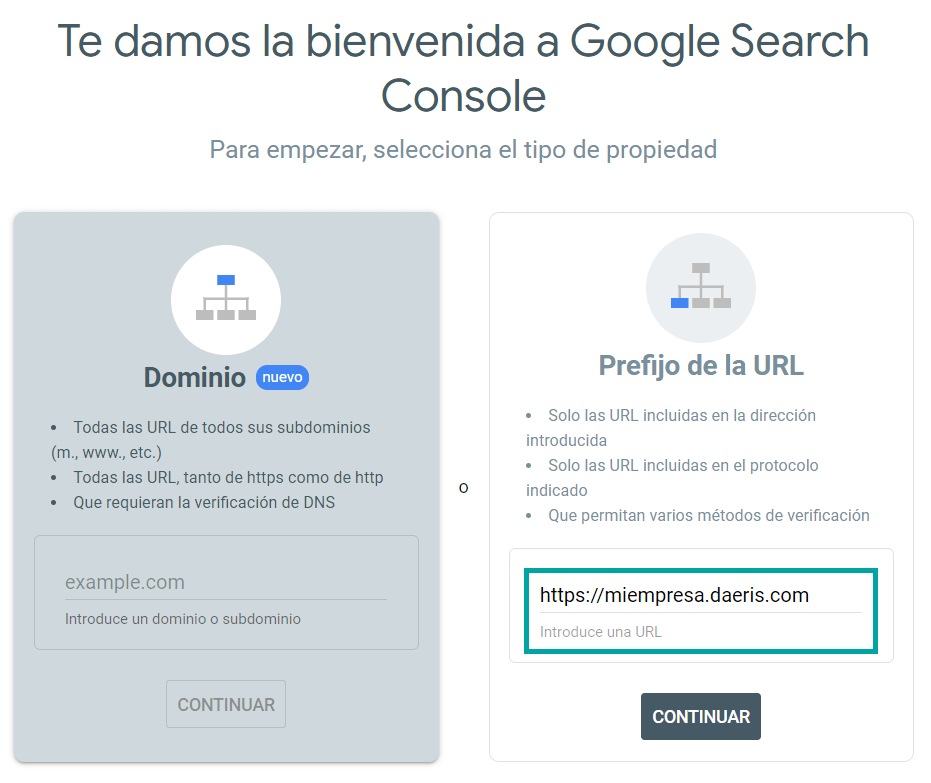 Te damos la bienvenida a Google Search
Console
Para empezar, selecciona el tipo de propiedad
Dominio nuevo
• Todas las URL de todos sus subdominios
(m., www., etc.)
• Todas las URL, tanto de https como de http
• Que requieran la verificación de DNS
example.com
Introduce un dominio o subdominio
CONTINUAR
o
Prefijo de la URL
• Solo las URL incluidas en la dirección
introducida
• Solo las URL incluidas en el protocolo
indicado
• Que permitan varios métodos de verificación
https://miempresa.daeris.com
Introduce una URL
CONTINUAR